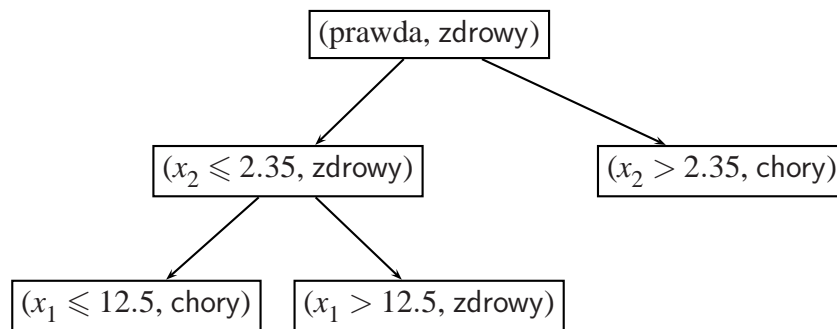 (prawda, zdrowy)
(x₂ ⩽ 2.35, zdrowy)
(x₂ > 2.35, chory)
(x₁ ⩽ 12.5, chory)
(x₁ > 12.5, zdrowy)